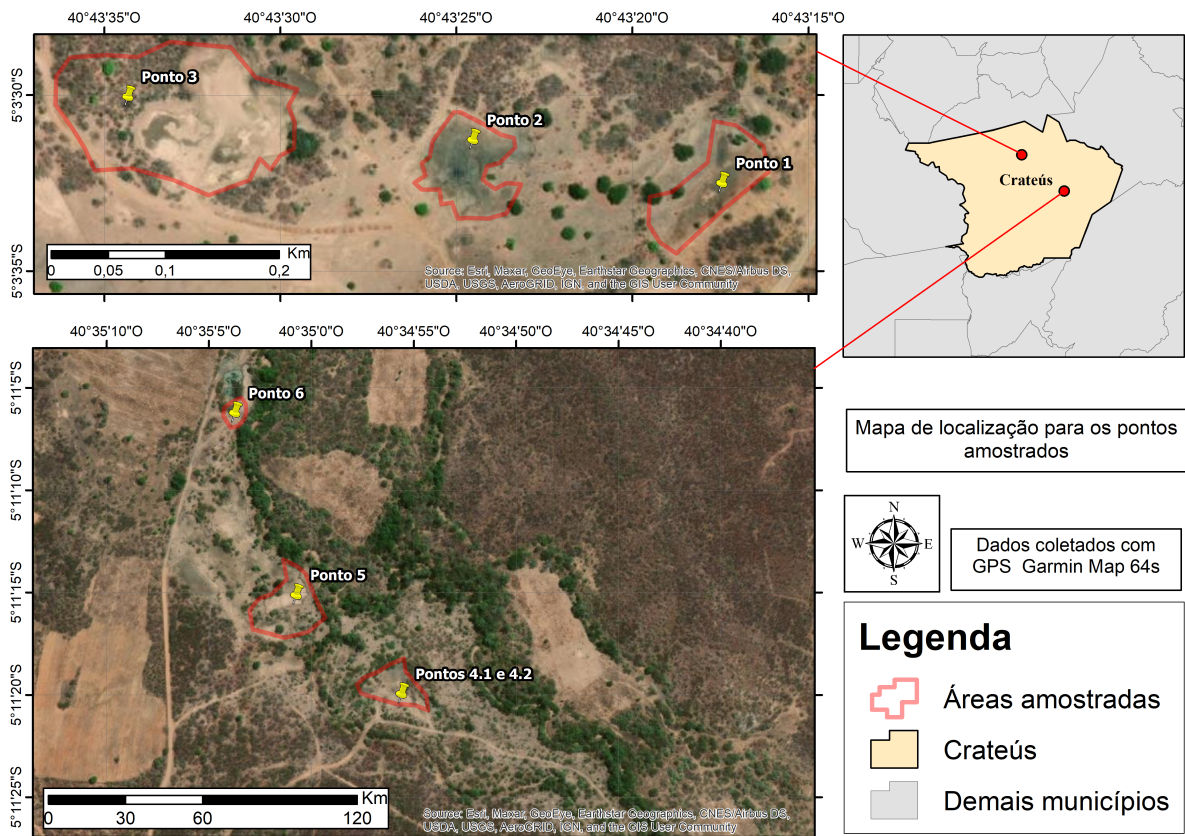 40°43'35"O 40°43'30"O 40°43'25"O 40°43'20"O 40°43'15"O
5°3'30"S
5°3'35"S
Ponto 3
Ponto 2
Ponto 1
Km
0 0,05 0,1 0,2
Source: Esri, Maxar, GeoEye, Earthstar Geographics, CNES/Airbus DS,
USDA, USGS, AeroGRID, IGN, and the GIS User Community
Crateús
40°35'10"O 40°35'5"O 40°35'0"O 40°34'55"O 40°34'50"O 40°34'45"O 40°34'40"O
5°11'5"S
5°11'10"S
5°11'15"S
5°11'20"S
5°11'25"S
Ponto 6
Ponto 5
Pontos 4.1 e 4.2
Km
0 30 60 120
Source: Esri, Maxar, GeoEye, Earthstar Geographics, CNES/Airbus DS,
USDA, USGS, AeroGRID, IGN, and the GIS User Community
Mapa de localização para os pontos
amostrados
N
W E
S
Dados coletados com
GPS Garmin Map 64s
Legenda
Áreas amostradas
Crateús
Demais municípios